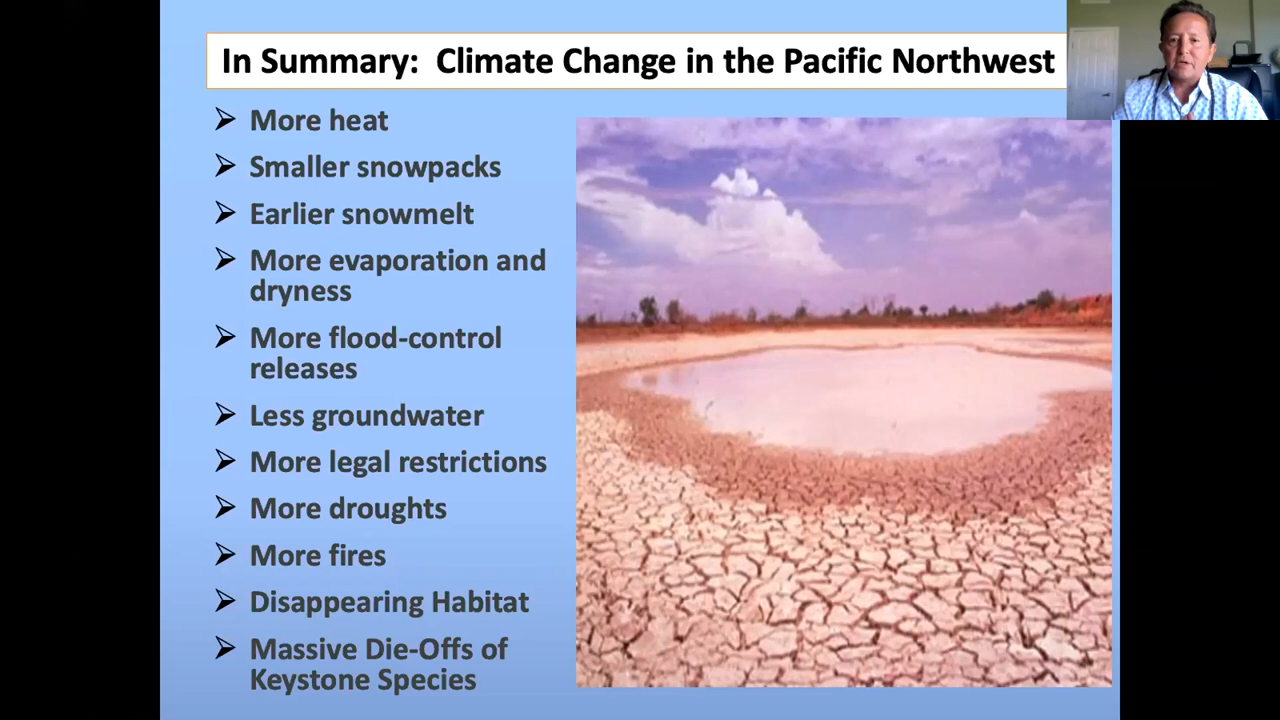 In Summary:  Climate Change in the Pacific Northwest
More heat
Smaller snowpacks
Earlier snowmelt
More evaporation and
dryness
More flood-control
releases
Less groundwater
More legal restrictions
More droughts
More fires
Disappearing Habitat
Massive Die-Offs of
Keystone Species